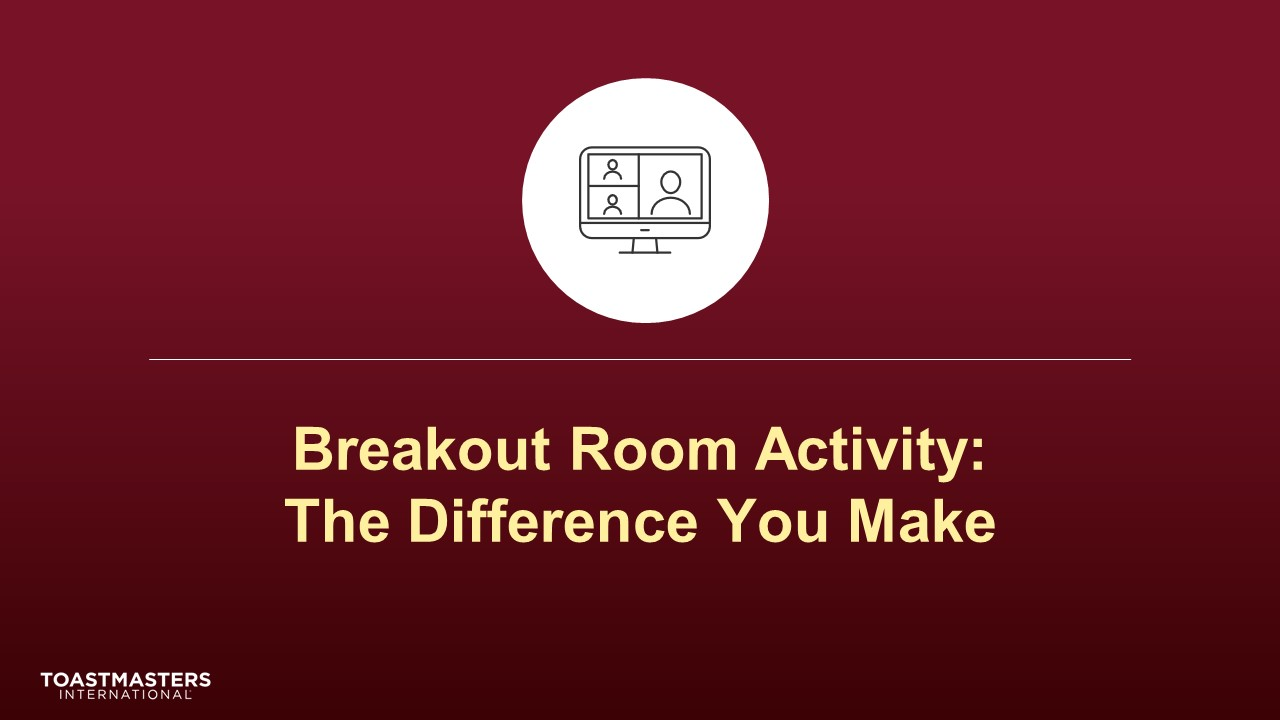 Breakout Room Activity:
The Difference You Make
TOASTMASTERS
INTERNATIONAL